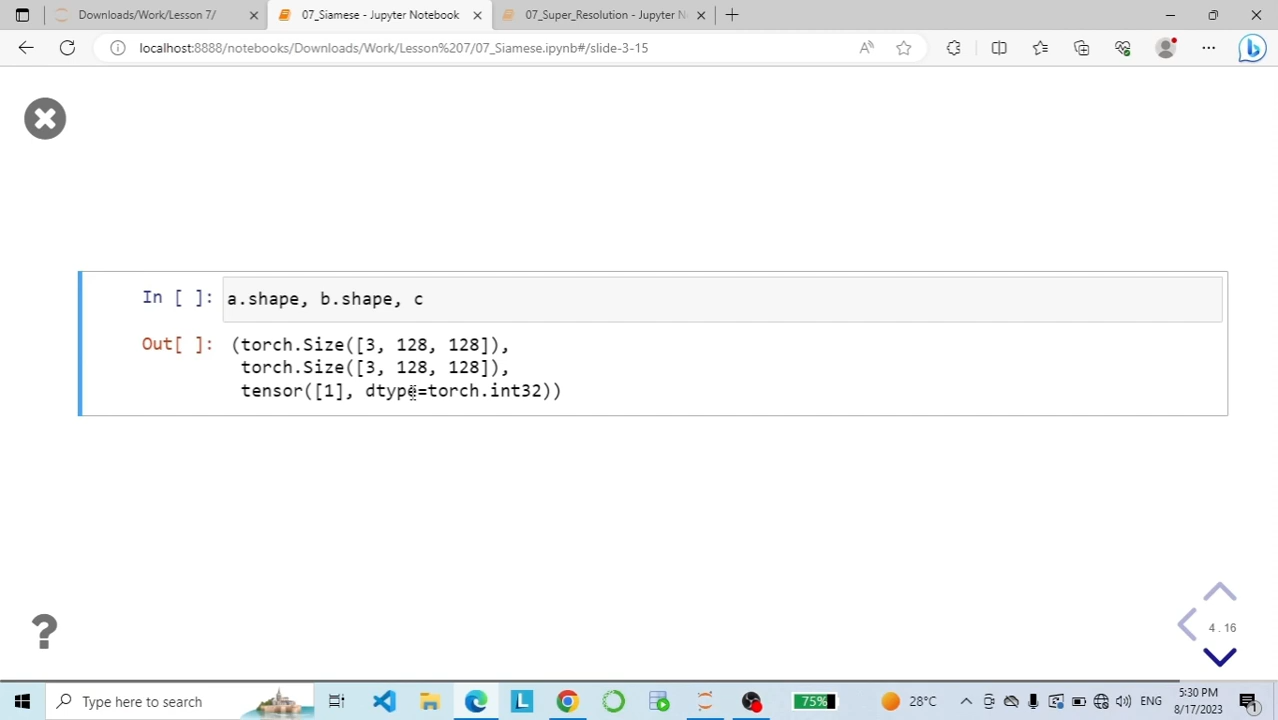 Downloads/Work/Lesson 7/
07_Siamese - Jupyter Notebook
07_Super_Resolution - Jupyter N
localhost:8888/notebooks/Downloads/Work/Lesson%207/07_Siamese.ipynb#/slide-3-15
In [ ]: a.shape, b.shape, c
Out[ ]: (torch.Size([3, 128, 128]),
torch.Size([3, 128, 128]),
tensor([1], dtype=torch.int32))
?
4 . 16
Type here to search
75%
28°C
ENG
5:30 PM
8/17/2023
1